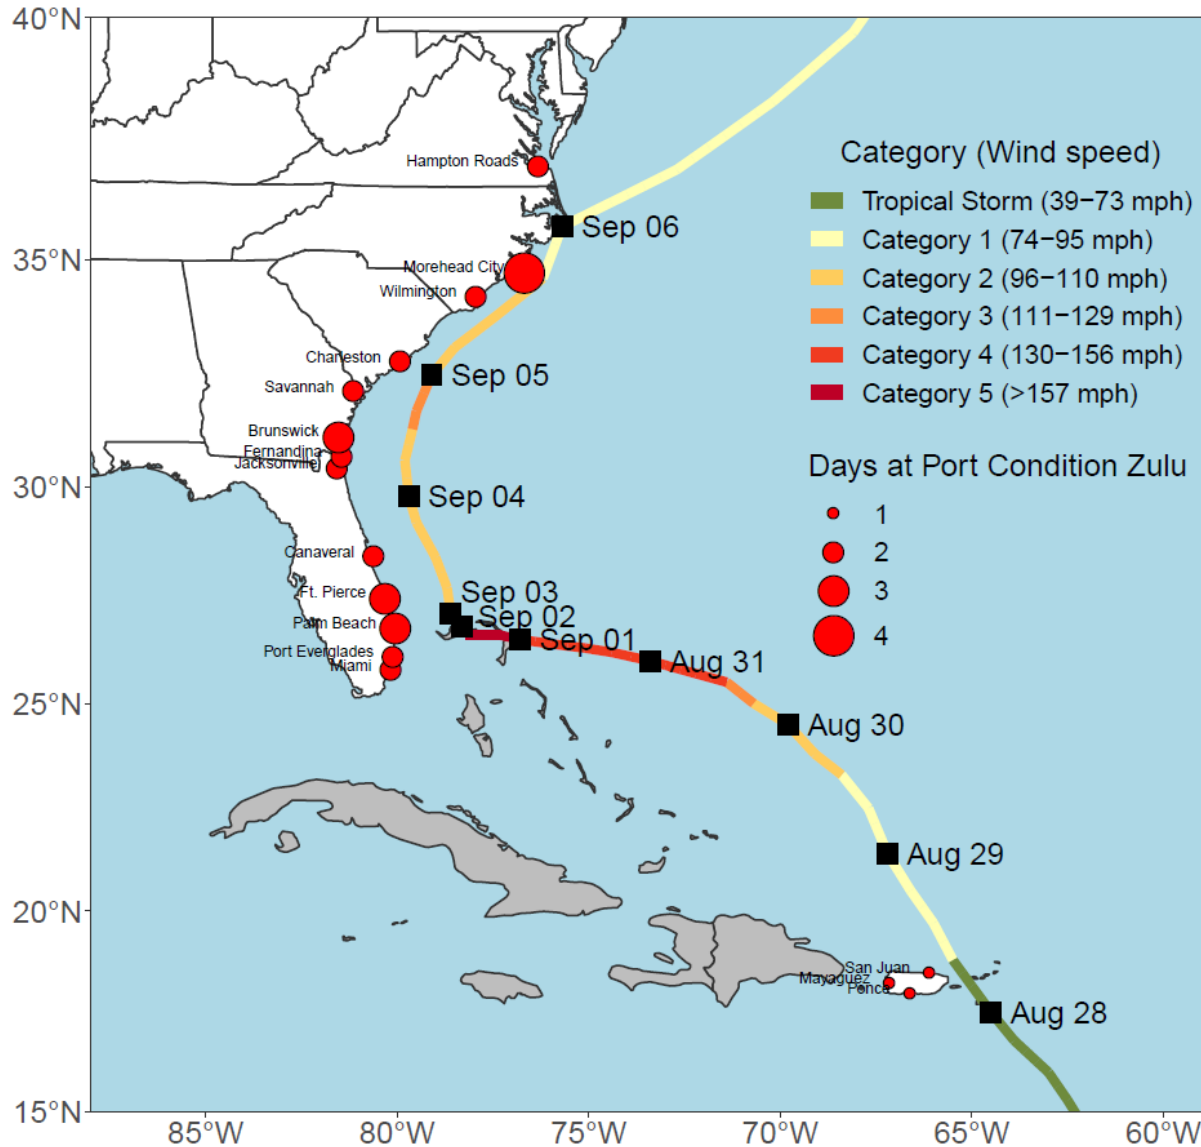 40°N
35°N
30°N
25°N
20°N
15°N
85°W
80°W
75°W
70°W
65°W
60°W
Hampton Roads
Morehead City
Wilmington
Charleston
Savannah
Brunswick
Fernandina
Jacksonville
Canaveral
Ft. Pierce
Palm Beach
Port Everglades
Miami
San Juan
Mayaguez
Ponce
Sep 06
Sep 05
Sep 04
Sep 03
Sep 02
Sep 01
Aug 31
Aug 30
Aug 29
Aug 28
Category (Wind speed)
Tropical Storm (39−73 mph)
Category 1 (74−95 mph)
Category 2 (96−110 mph)
Category 3 (111−129 mph)
Category 4 (130−156 mph)
Category 5 (>157 mph)
Days at Port Condition Zulu
1
2
3
4